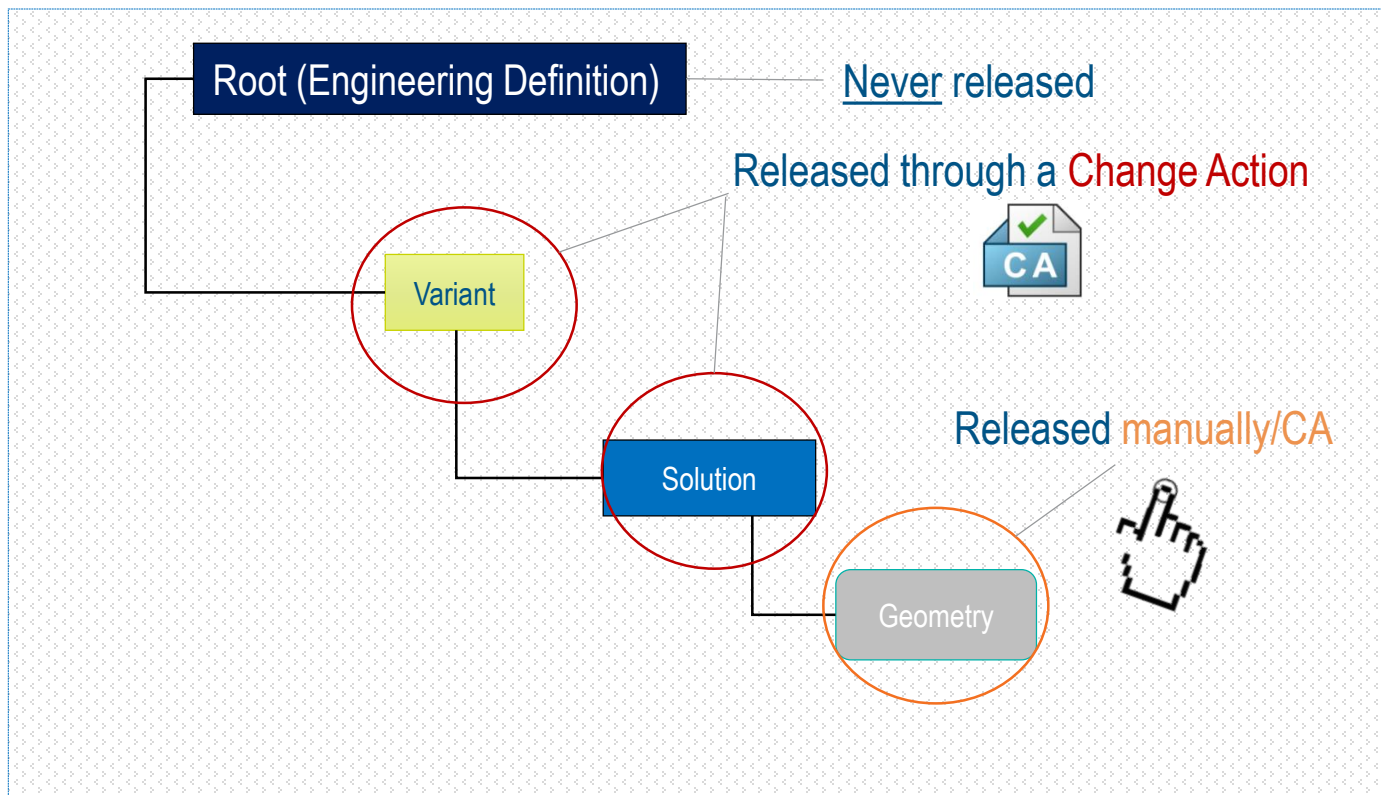 Root (Engineering Definition)
Never released
Released through a Change Action
CA
Variant
Released manually/CA
Solution
Geometry